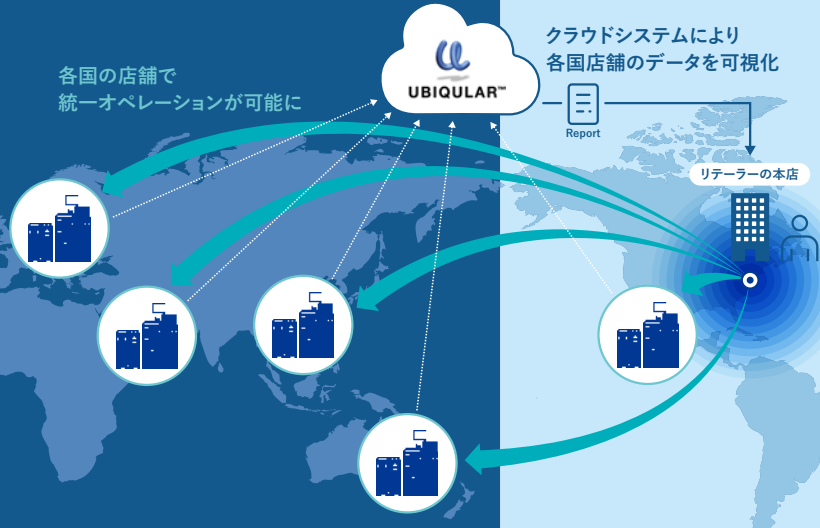 各国の店舗で
統一オペレーションが可能に
UBIQULAR™
クラウドシステムにより
各国店舗のデータを可視化
Report
リテーラーの本店